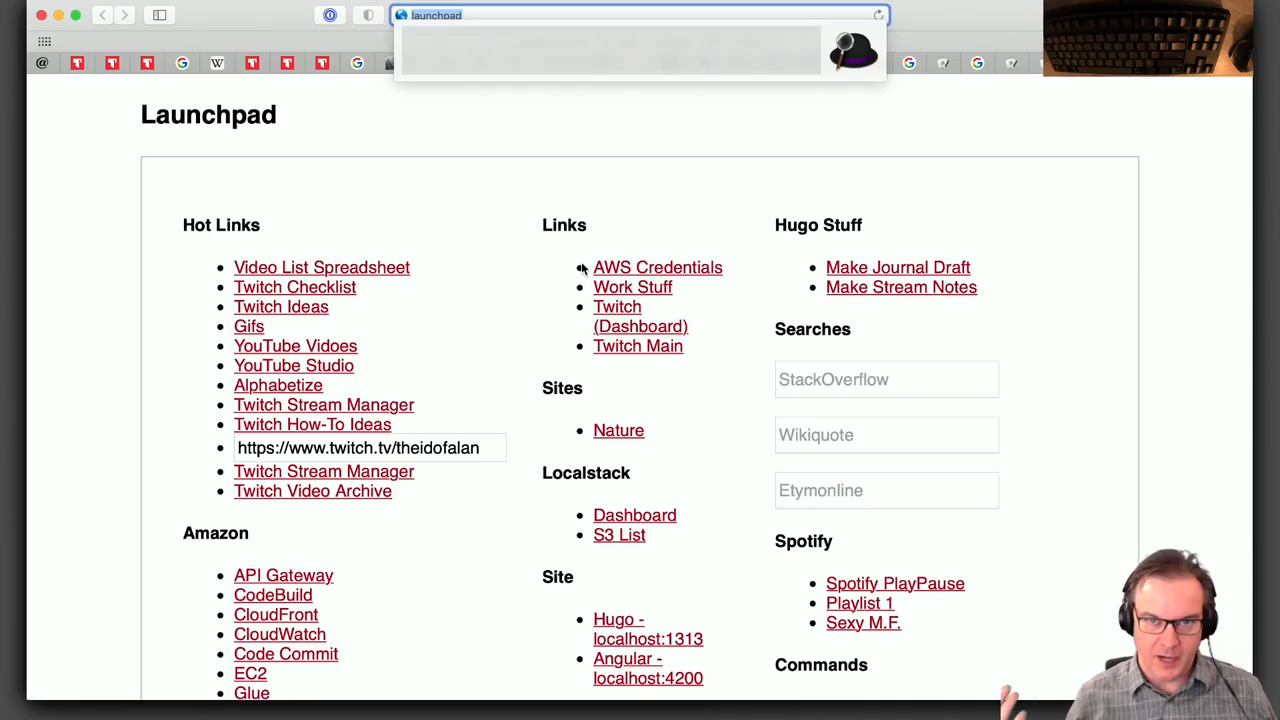 launchpad
Launchpad
Hot Links
Video List Spreadsheet
Twitch Checklist
Twitch Ideas
Gifs
YouTube Vidoes
YouTube Studio
Alphabetize
Twitch Stream Manager
Twitch How-To Ideas
https://www.twitch.tv/theidofalan
Twitch Stream Manager
Twitch Video Archive
Amazon
API Gateway
CodeBuild
CloudFront
CloudWatch
Code Commit
EC2
Glue
Links
AWS Credentials
Work Stuff
Twitch
(Dashboard)
Twitch Main
Sites
Nature
Localstack
Dashboard
S3 List
Site
Hugo -
localhost:1313
Angular -
localhost:4200
Hugo Stuff
Make Journal Draft
Make Stream Notes
Searches
StackOverflow
Wikiquote
Etymonline
Spotify
Spotify PlayPause
Playlist 1
Sexy M.F.
Commands